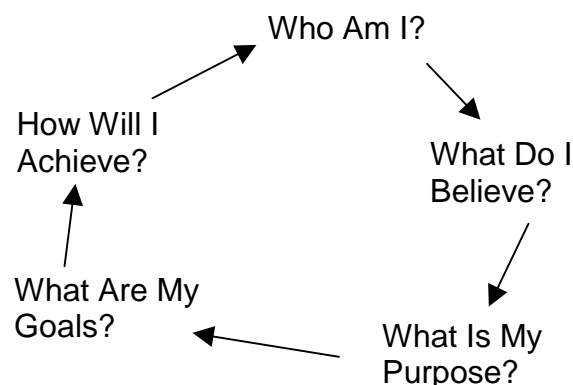 Who Am I?
What Do I
Believe?
What Is My
Purpose?
What Are My
Goals?
How Will I
Achieve?